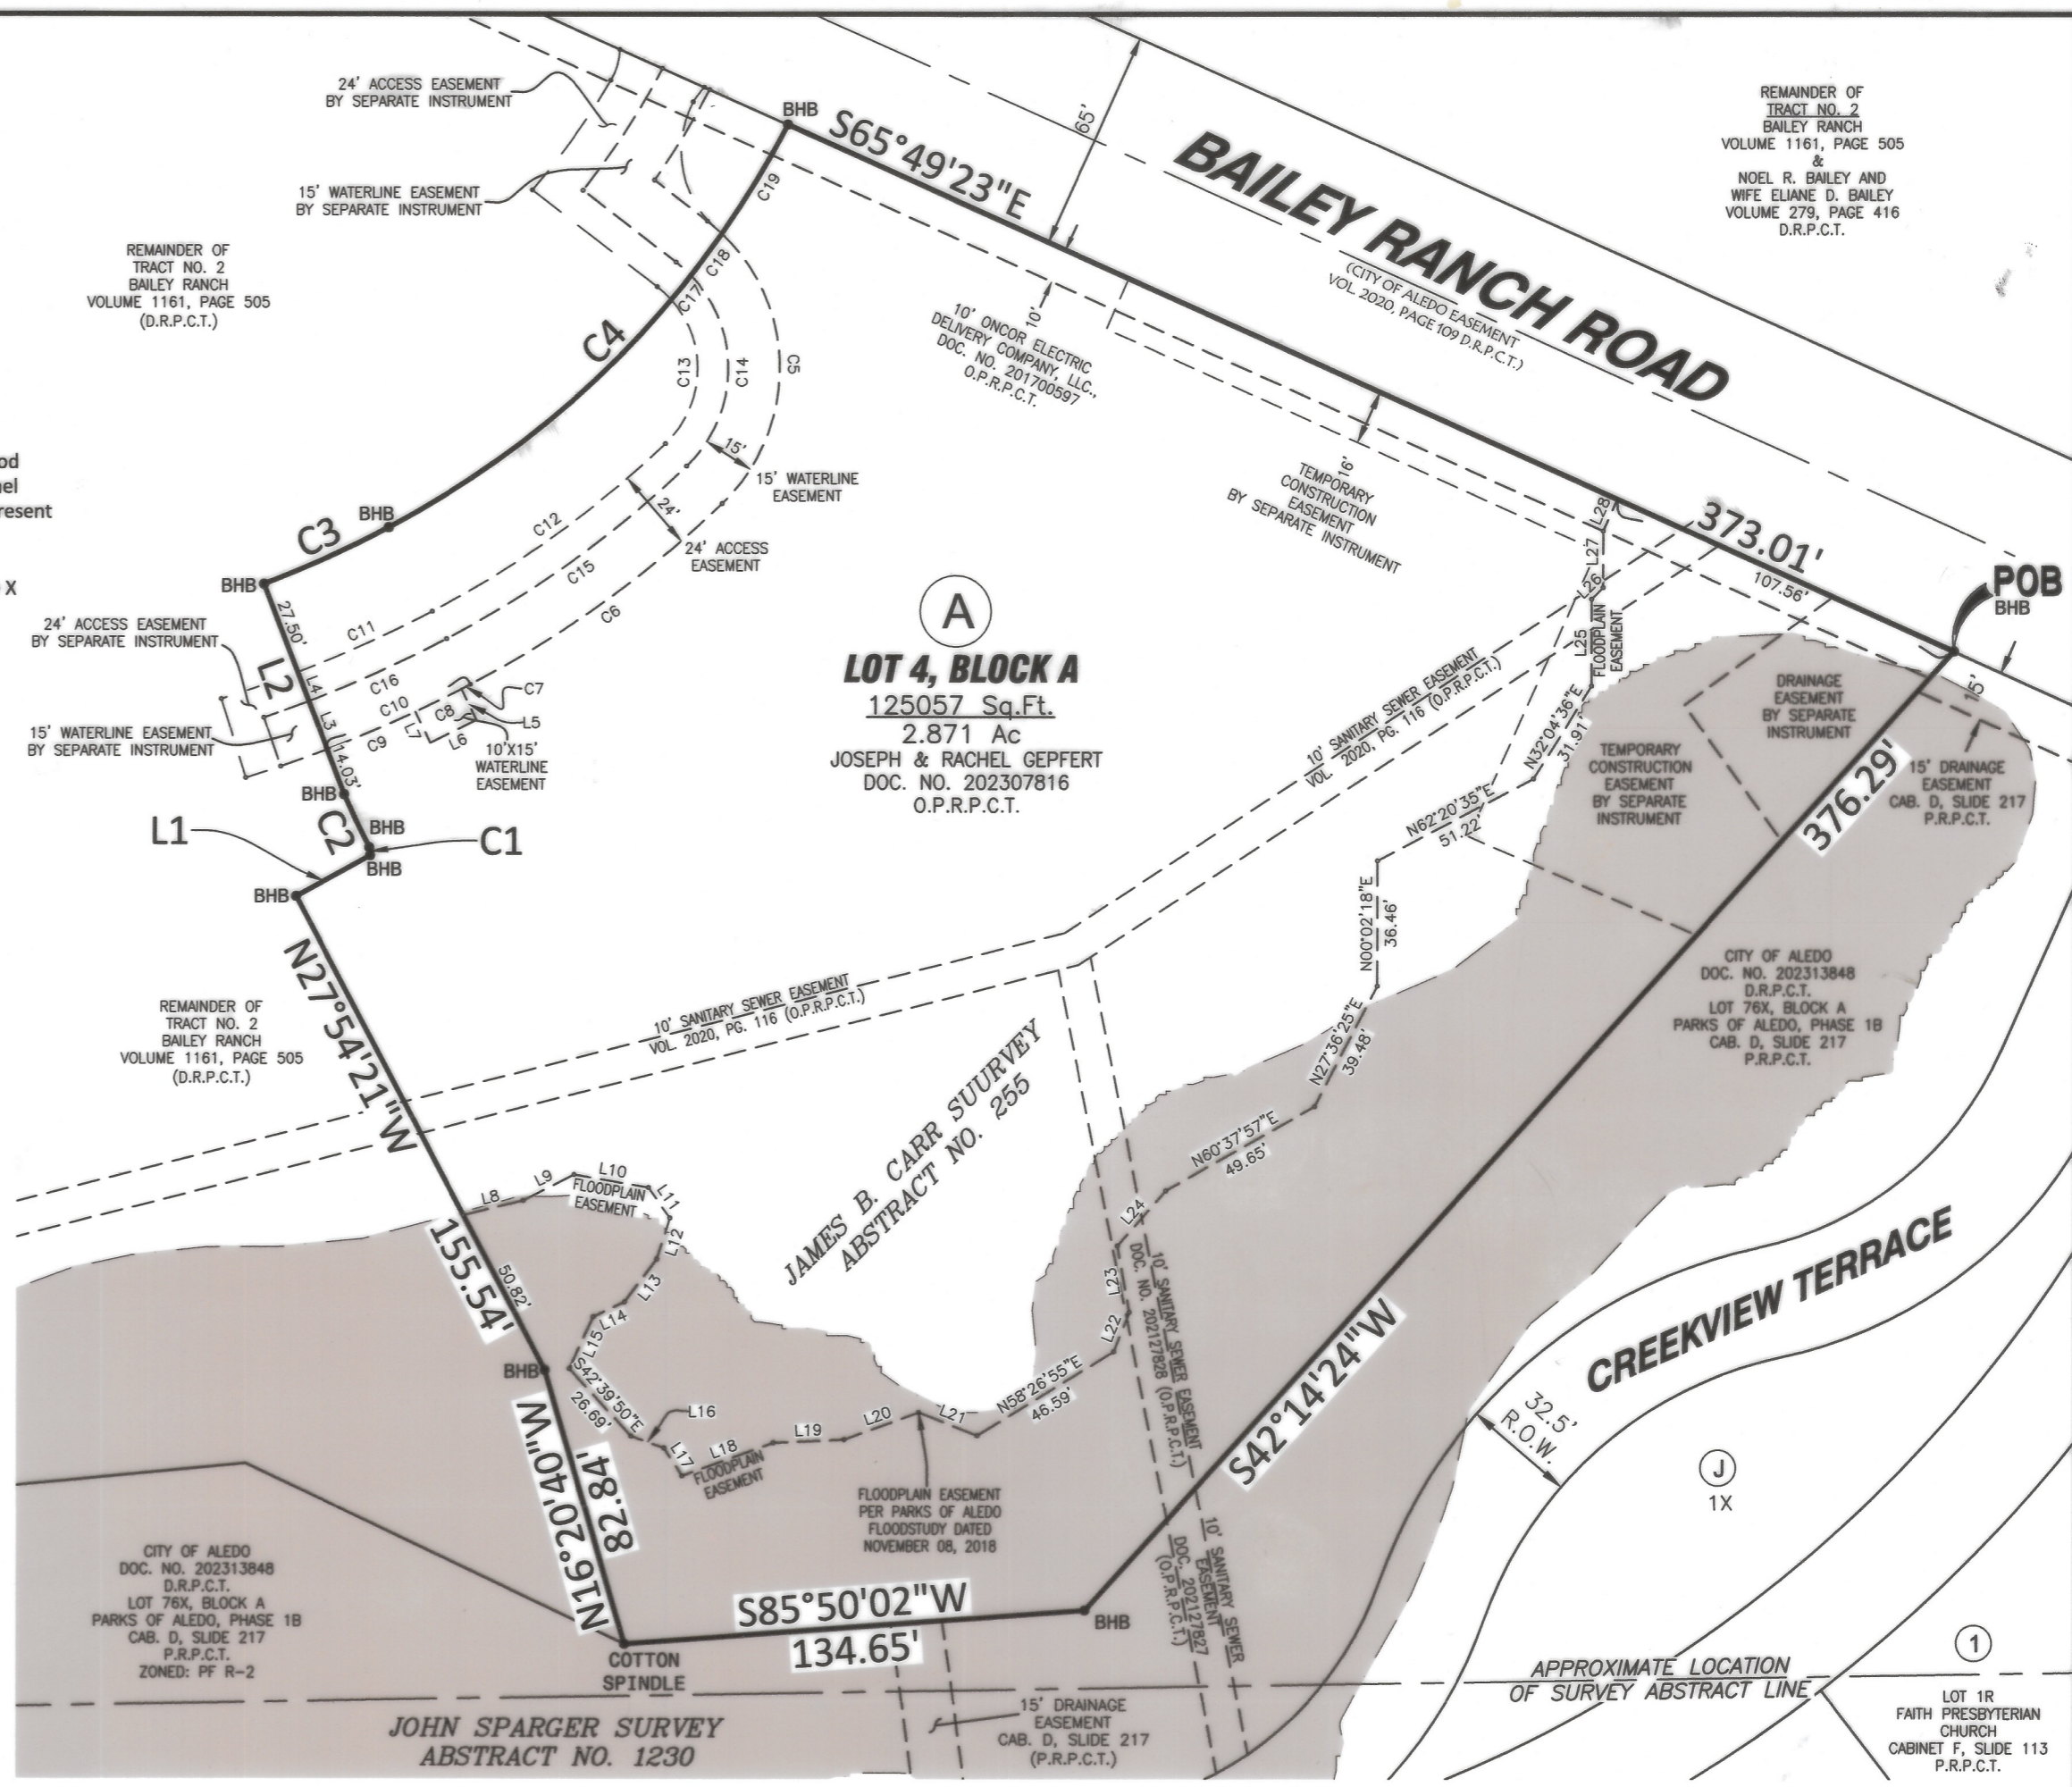 24' ACCESS EASEMENT
BY SEPARATE INSTRUMENT
15' WATERLINE EASEMENT
BY SEPARATE INSTRUMENT
REMAINDER OF
TRACT NO. 2
BAILEY RANCH
VOLUME 1161, PAGE 505
(D.R.P.C.T.)
BHB
S65°49'23"E
65'
BAILEY RANCH ROAD
(CITY OF ALEDO EASEMENT
VOL. 2020, PAGE 109 D.R.P.C.T.)
REMAINDER OF
TRACT NO. 2
BAILEY RANCH
VOLUME 1161, PAGE 505
&
NOEL R. BAILEY AND
WIFE ELIANE D. BAILEY
VOLUME 279, PAGE 416
D.R.P.C.T.
C19
C18
C17
C4
C13
C14
C5
10'
10' ONCOR ELECTRIC
DELIVERY COMPANY, LLC.,
DOC. NO. 201700597
O.P.R.P.C.T.
15'
15' WATERLINE
EASEMENT
24'
24' ACCESS
EASEMENT
16'
TEMPORARY
CONSTRUCTION
EASEMENT
BY SEPARATE INSTRUMENT
od
el
resent
X
BHB
C3
BHB
C12
C15
C6
27.50'
24' ACCESS EASEMENT
BY SEPARATE INSTRUMENT
C11
L2
L4
C16
C10
L3
C9
C8
C7
L7
L6
L5
15' WATERLINE EASEMENT
BY SEPARATE INSTRUMENT
10'X15'
WATERLINE
EASEMENT
14.03'
BHB
C2
BHB
C1
BHB
L1
BHB
A
LOT 4, BLOCK A
125057 Sq.Ft.
2.871 Ac
JOSEPH & RACHEL GEPFERT
DOC. NO. 202307816
O.P.R.P.C.T.
L28
L27
L26
L25
FLOODPLAIN
EASEMENT
373.01'
107.56'
POB
BHB
15'
10' SANITARY SEWER EASEMENT
VOL. 2020, PG. 116 (O.P.R.P.C.T.)
N32°04'36"E
31.91'
N62°20'35"E
51.22'
N00°02'18"E
36.46'
N27°36'25"E
39.48'
N60°37'57"E
49.65'
DRAINAGE
EASEMENT
BY SEPARATE
INSTRUMENT
TEMPORARY
CONSTRUCTION
EASEMENT
BY SEPARATE
INSTRUMENT
376.29'
15' DRAINAGE
EASEMENT
CAB. D, SLIDE 217
P.R.P.C.T.
CITY OF ALEDO
DOC. NO. 202313848
D.R.P.C.T.
LOT 76X, BLOCK A
PARKS OF ALEDO, PHASE 1B
CAB. D, SLIDE 217
P.R.P.C.T.
N27°54'21"W
155.54'
50.82'
REMAINDER OF
TRACT NO. 2
BAILEY RANCH
VOLUME 1161, PAGE 505
(D.R.P.C.T.)
10' SANITARY SEWER EASEMENT
VOL. 2020, PG. 116 (O.P.R.P.C.T.)
JAMES B. CARR SUURVEY
ABSTRACT NO. 255
L8
L9
L10
FLOODPLAIN
EASEMENT
L11
L12
L13
L14
L15
BHB
S42°39'50"E
26.69'
L16
L17
L18
FLOODPLAIN
EASEMENT
L19
L20
L21
N58°26'55"E
46.59'
L22
L23
L24
10' SANITARY SEWER EASEMENT
DOC. NO. 202127828 (O.P.R.P.C.T.)
FLOODPLAIN EASEMENT
PER PARKS OF ALEDO
FLOODSTUDY DATED
NOVEMBER 08, 2018
S42°14'24"W
CREEKVIEW TERRACE
32.5'
R.O.W.
J
1X
N16°20'40"W
82.84'
S85°50'02"W
134.65'
BHB
COTTON
SPINDLE
10' SANITARY SEWER
EASEMENT
DOC. 202127827
(O.P.R.P.C.T.)
CITY OF ALEDO
DOC. NO. 202313848
D.R.P.C.T.
LOT 76X, BLOCK A
PARKS OF ALEDO, PHASE 1B
CAB. D, SLIDE 217
P.R.P.C.T.
ZONED: PF R-2
JOHN SPARGER SURVEY
ABSTRACT NO. 1230
15' DRAINAGE
EASEMENT
CAB. D, SLIDE 217
(P.R.P.C.T.)
APPROXIMATE LOCATION
OF SURVEY ABSTRACT LINE
1
LOT 1R
FAITH PRESBYTERIAN
CHURCH
CABINET F, SLIDE 113
P.R.P.C.T.